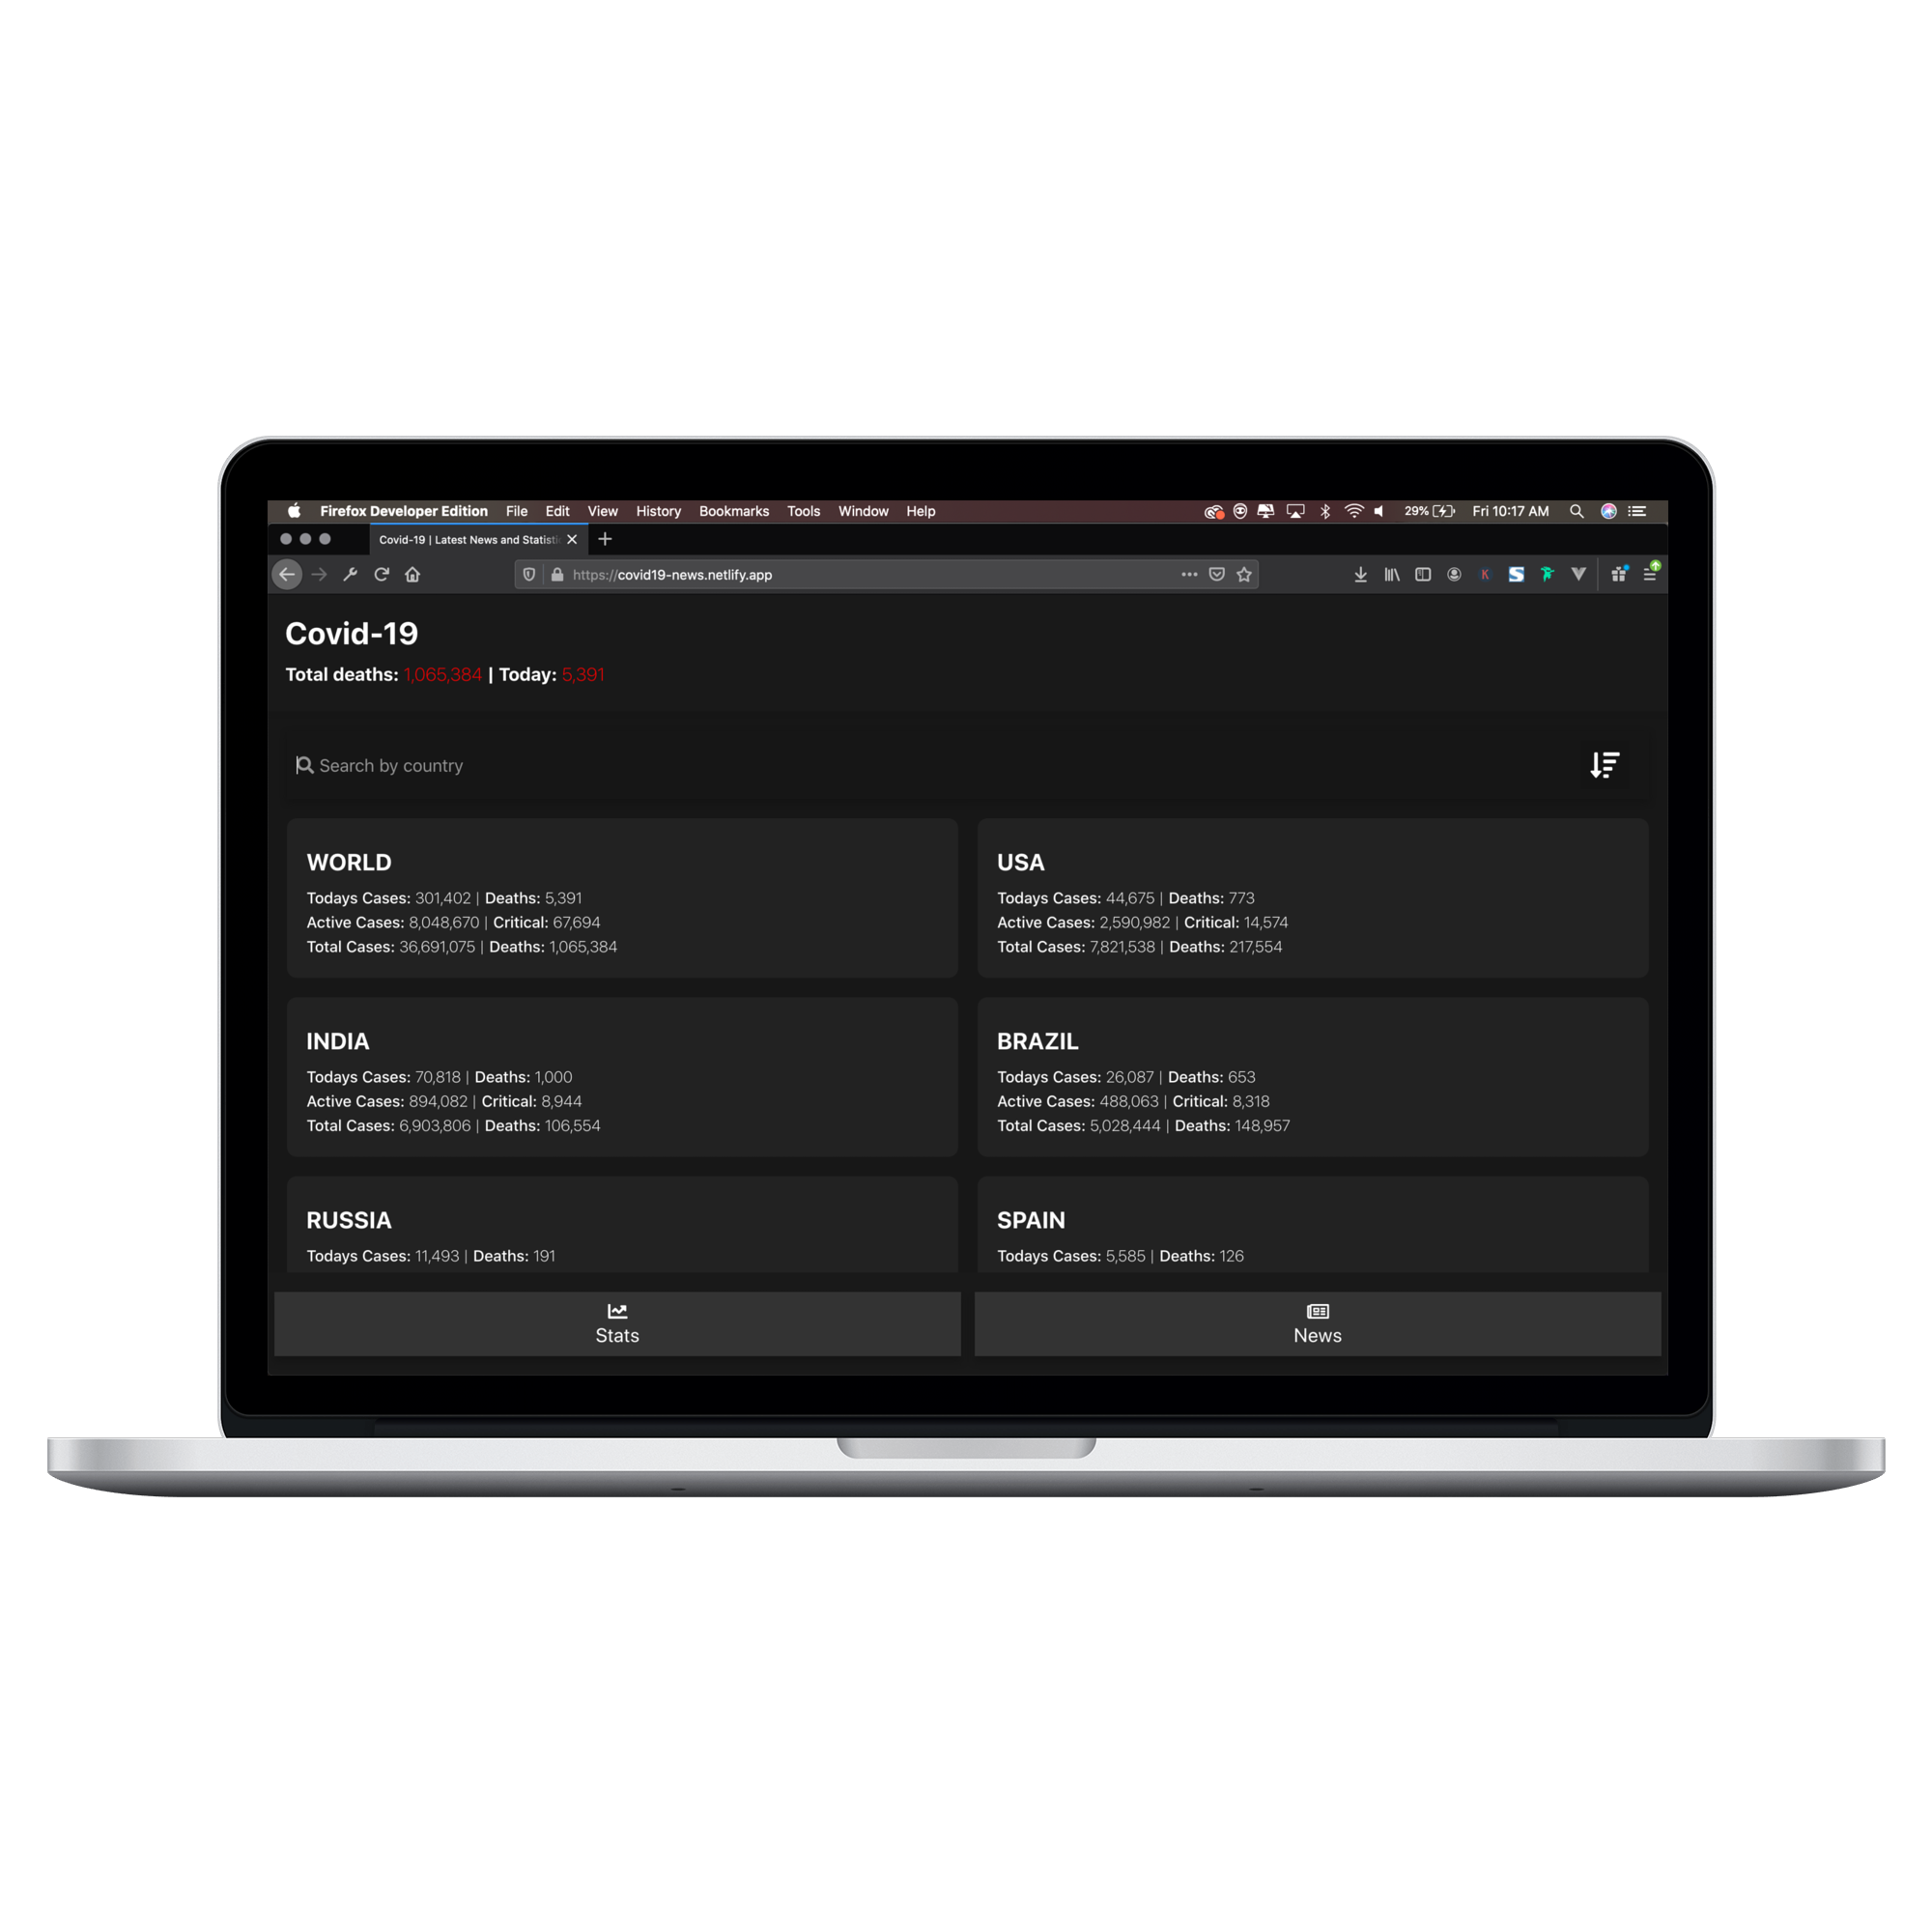 Firefox Developer Edition File Edit View History Bookmarks Tools Window Help 29% Fri 10:17 AM
Covid-19 | Latest News and Statisti
https://covid19-news.netlify.app
Covid-19
Total deaths: 1,065,384 | Today: 5,391
Search by country
WORLD
Todays Cases: 301,402 | Deaths: 5,391
Active Cases: 8,048,670 | Critical: 67,694
Total Cases: 36,691,075 | Deaths: 1,065,384
USA
Todays Cases: 44,675 | Deaths: 773
Active Cases: 2,590,982 | Critical: 14,574
Total Cases: 7,821,538 | Deaths: 217,554
INDIA
Todays Cases: 70,818 | Deaths: 1,000
Active Cases: 894,082 | Critical: 8,944
Total Cases: 6,903,806 | Deaths: 106,554
BRAZIL
Todays Cases: 26,087 | Deaths: 653
Active Cases: 488,063 | Critical: 8,318
Total Cases: 5,028,444 | Deaths: 148,957
RUSSIA
Todays Cases: 11,493 | Deaths: 191
SPAIN
Todays Cases: 5,585 | Deaths: 126
Stats
News